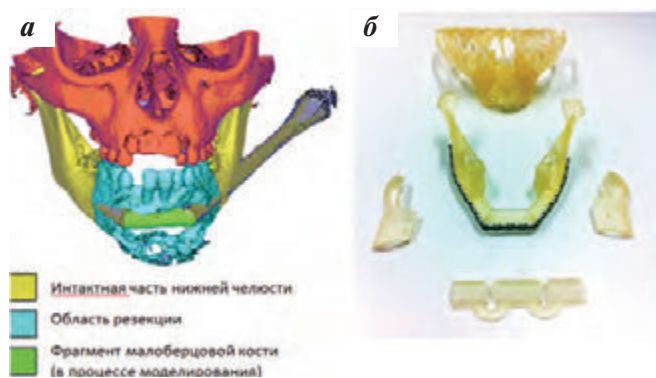 а
б
Интактная часть нижней челюсти
Область резекции
Фрагмент малоберцовой кости
(в процессе моделирования)